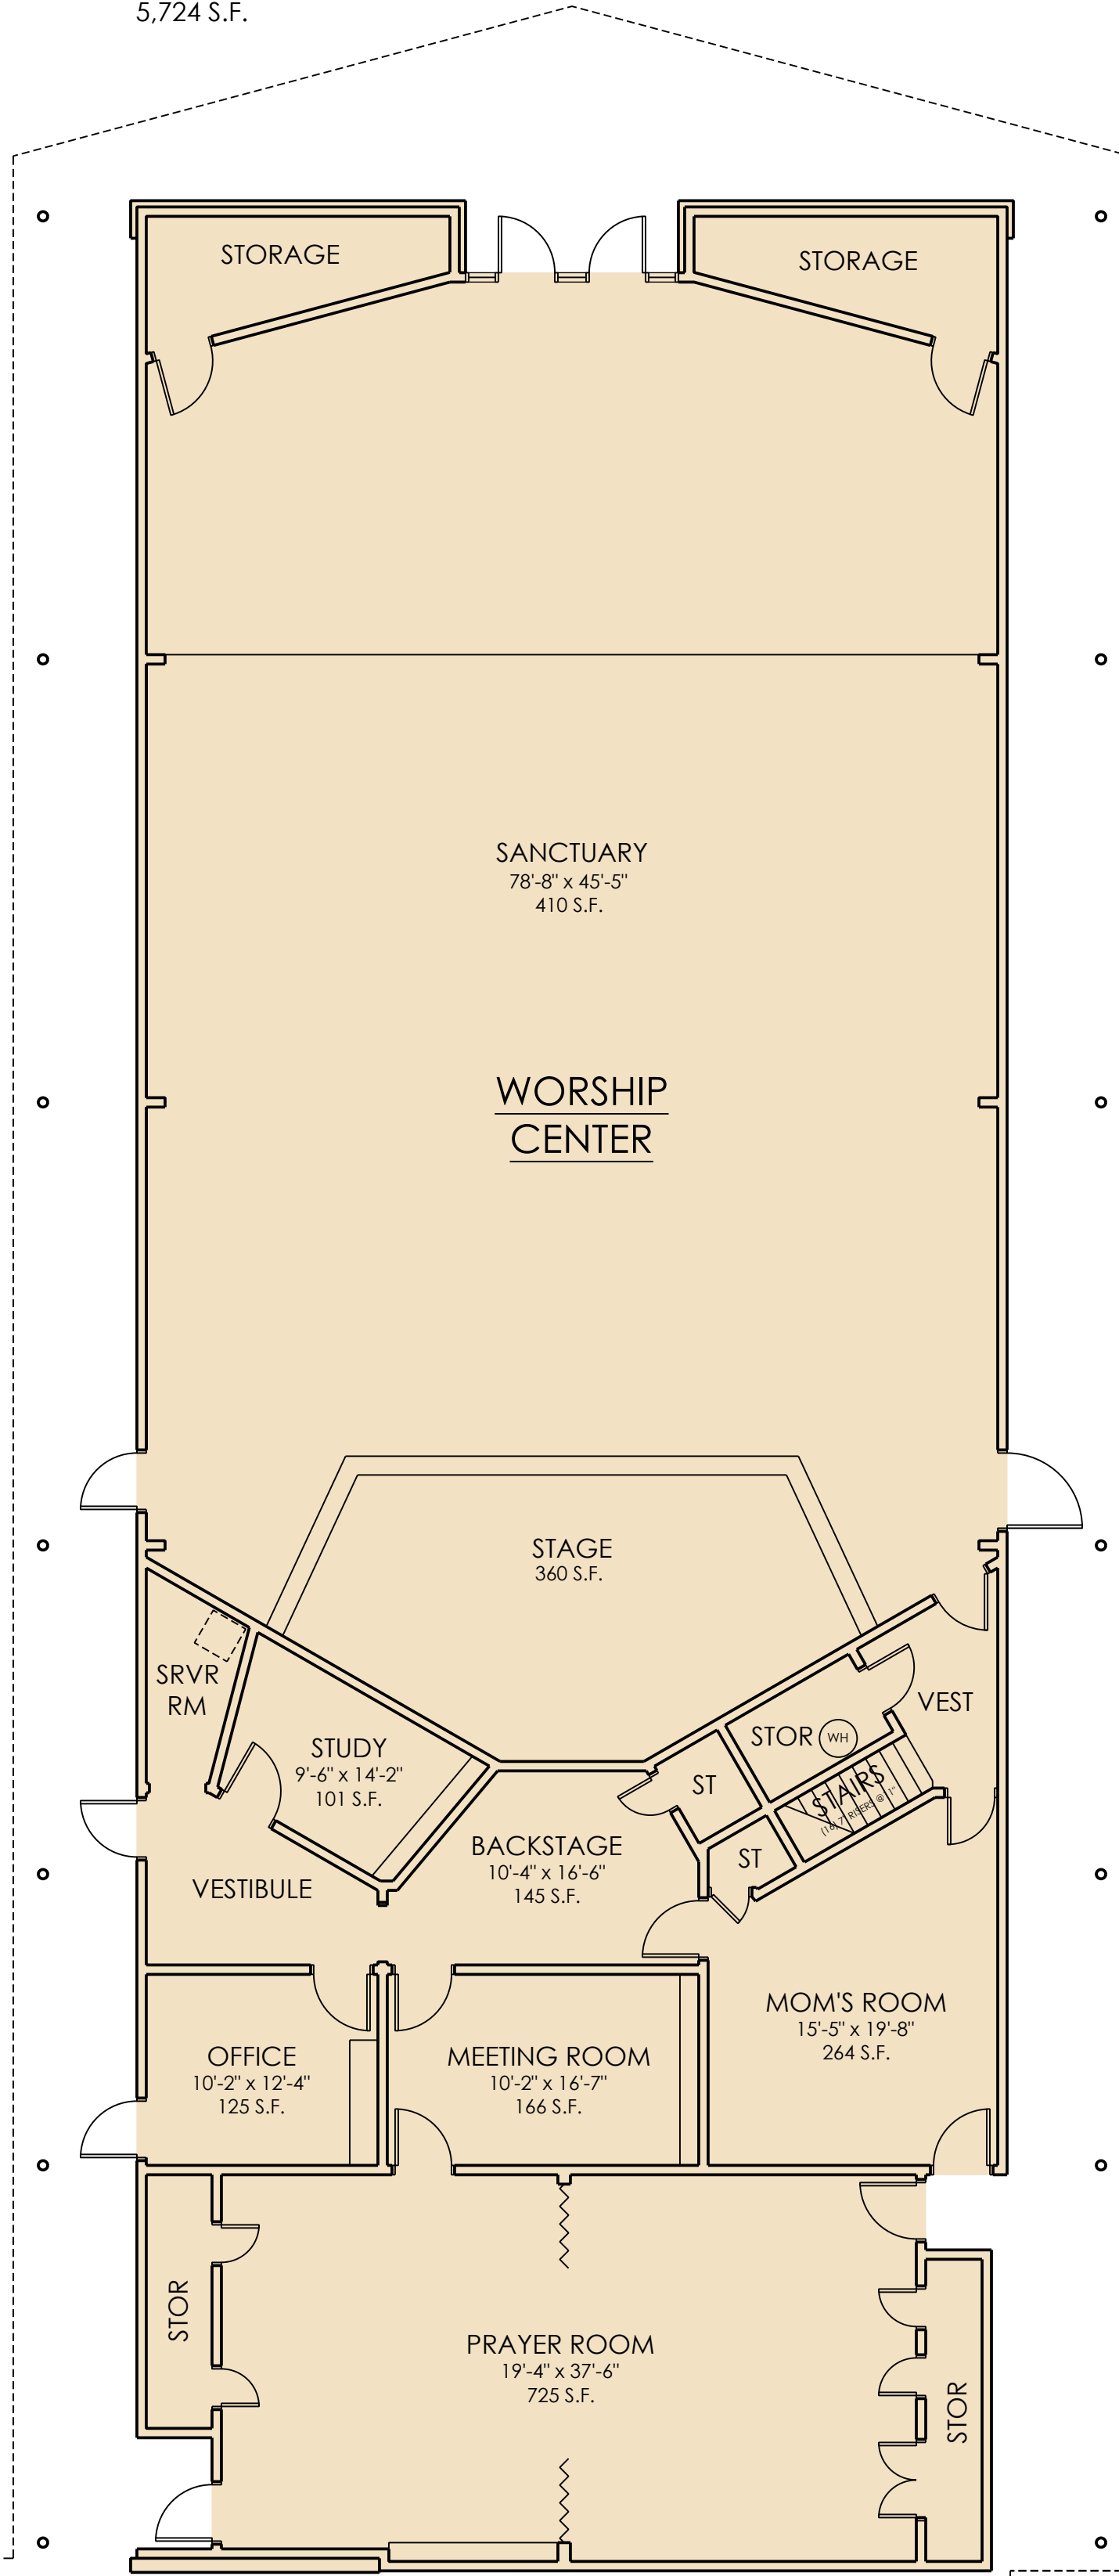 5,724 S.F.
STORAGE
STORAGE
SANCTUARY
78'-8" x 45'-5"
410 S.F.
WORSHIP
CENTER
STAGE
360 S.F.
SRVR
RM
VEST
STOR
WH
STUDY
9'-6" x 14'-2"
101 S.F.
ST
STAIRS
BACKSTAGE
10'-4" x 16'-6"
145 S.F.
ST
VESTIBULE
MOM'S ROOM
15'-5" x 19'-8"
264 S.F.
OFFICE
10'-2" x 12'-4"
125 S.F.
MEETING ROOM
10'-2" x 16'-7"
166 S.F.
STOR
PRAYER ROOM
19'-4" x 37'-6"
725 S.F.
STOR